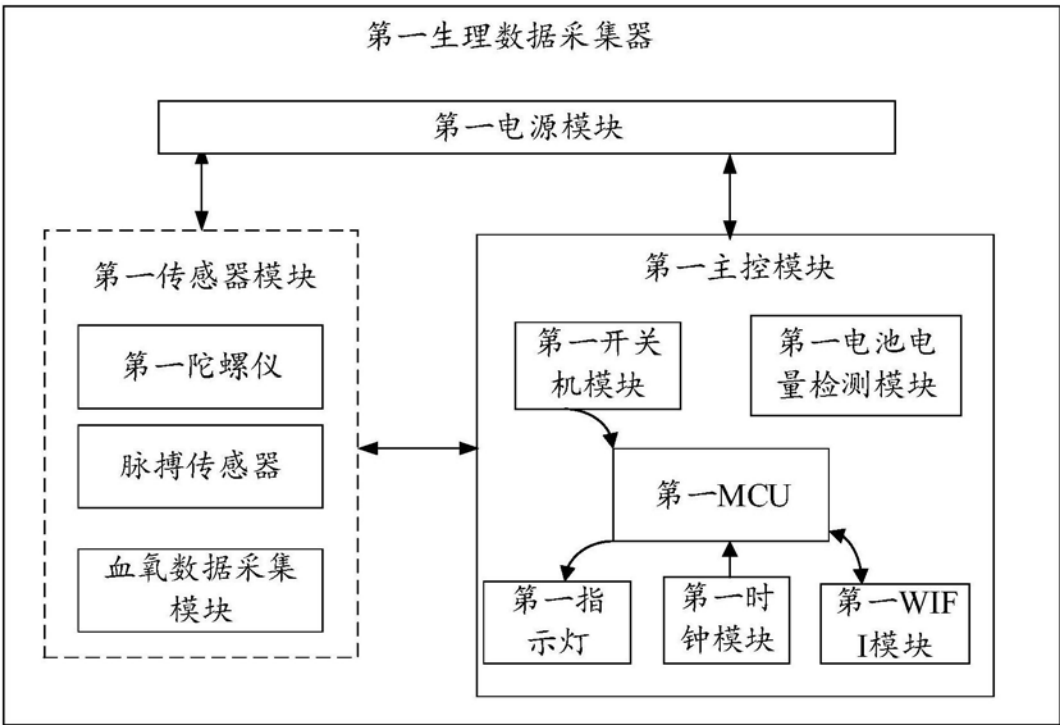 第一生理数据采集器
第一电源模块
第一传感器模块
第一陀螺仪
脉搏传感器
血氧数据采集
模块
第一主控模块
第一开关
机模块
第一电池电
量检测模块
第一MCU
第一指
示灯
第一时
钟模块
第一WIF
I模块